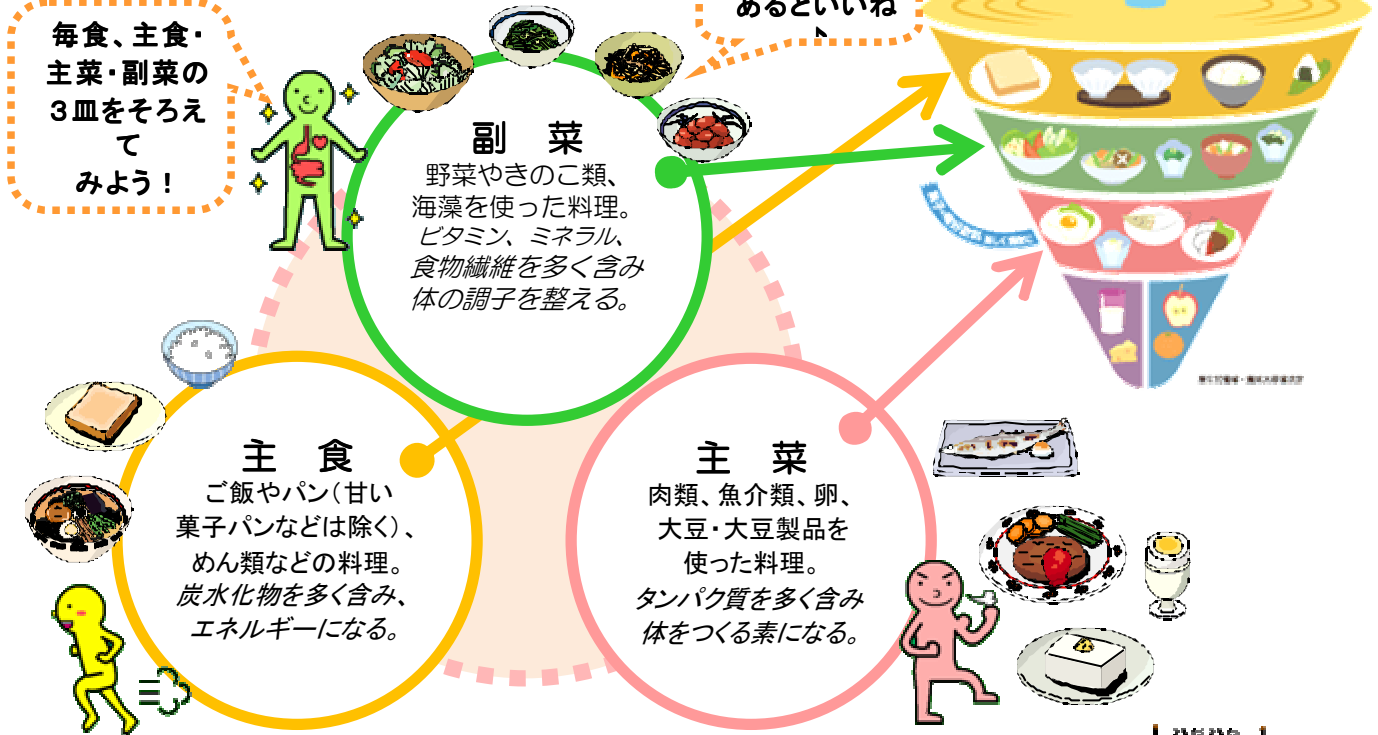 毎食、主食・
主菜・副菜の
３皿をそろえ
て
みよう！
あるといいね
♪
副　菜
野菜やきのこ類、
海藻を使った料理。
ビタミン、ミネラル、
食物繊維を多く含み
体の調子を整える。
主　食
ご飯やパン（甘い
菓子パンなどは除く）、
めん類などの料理。
炭水化物を多く含み、
エネルギーになる。
主　菜
肉類、魚介類、卵、
大豆・大豆製品を
使った料理。
タンパク質を多く含み
体をつくる素になる。